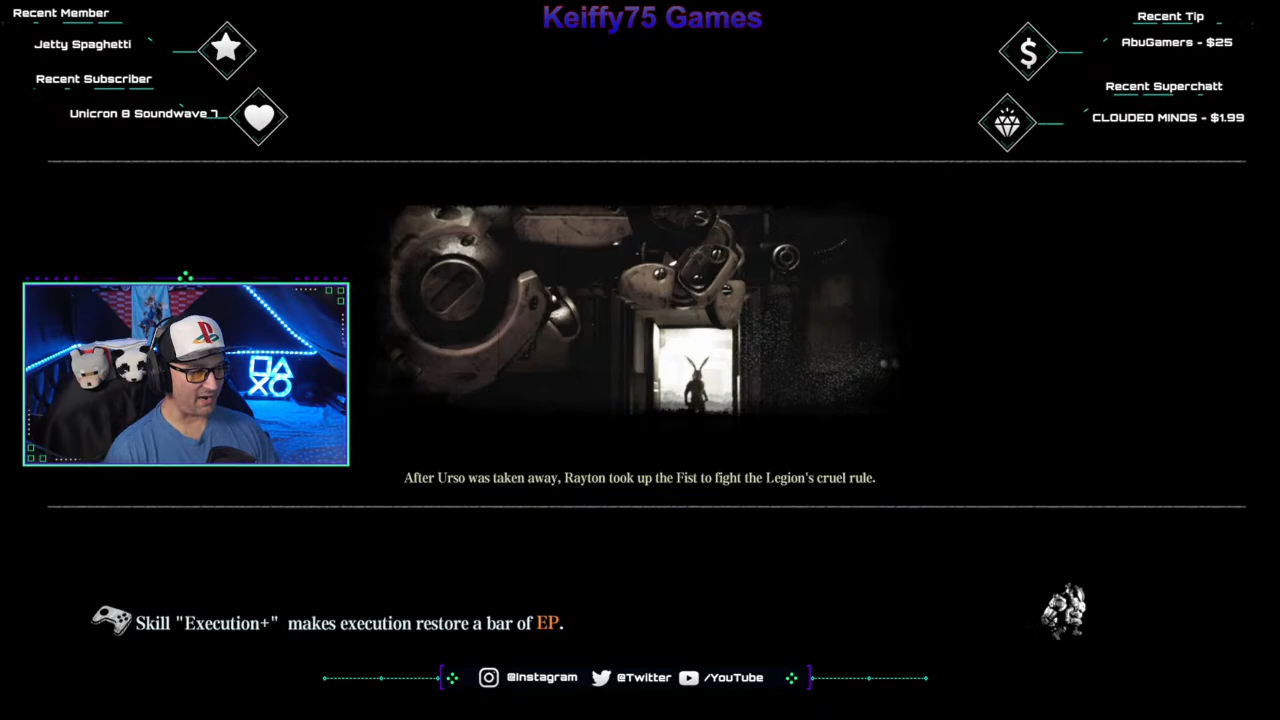 Keiffy75 Games
Recent Member
Jetty Spaghetti
Recent Subscriber
Unicron & Soundwave 7
Recent Tip
AbuGamers - $25
Recent Superchatt
CLOUDED MINDS - $1.99
After Urso was taken away, Rayton took up the Fist to fight the Legion's cruel rule.
Skill "Execution+" makes execution restore a bar of EP.
@Instagram @Twitter /YouTube